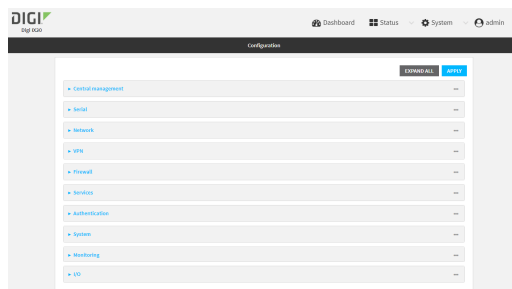 DIGI
Digi IX20
Dashboard Status System admin
Configuration
EXPAND ALL APPLY
Central management
Serial
Network
VPN
Firewall
Services
Authentication
System
Monitoring
I/O